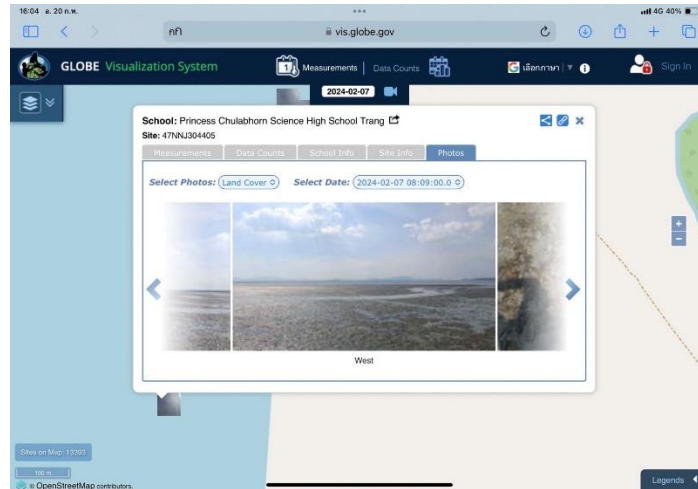 16:04 อ. 20 ก.พ.
4G 40%
กก
vis.globe.gov
GLOBE Visualization System
1 Measurements | Data Counts
เลือกภาษา
Sign In
2024-02-07
School: Princess Chulabhorn Science High School Trang
Site: 47NNJ304405
Measurements Data Counts School Info Site Info Photos
Select Photos: Land Cover Select Date: 2024-02-07 08:09:00.0
West
+
-
Sites on Map: 13393
100 m
© OpenStreetMap contributors.
Legends